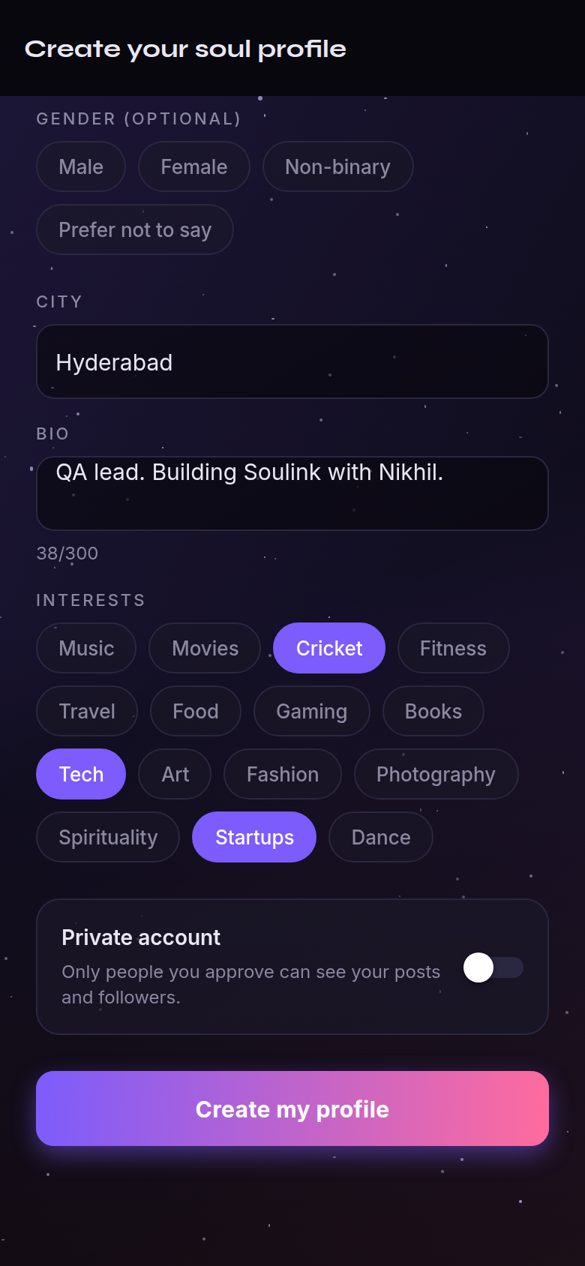 Create your soul profile
GENDER (OPTIONAL)
Male Female Non-binary
Prefer not to say
CITY
Hyderabad
BIO
QA lead. Building Soulink with Nikhil.
38/300
INTERESTS
Music Movies Cricket Fitness
Travel Food Gaming Books
Tech Art Fashion Photography
Spirituality Startups Dance
Private account
Only people you approve can see your posts
and followers.
Create my profile